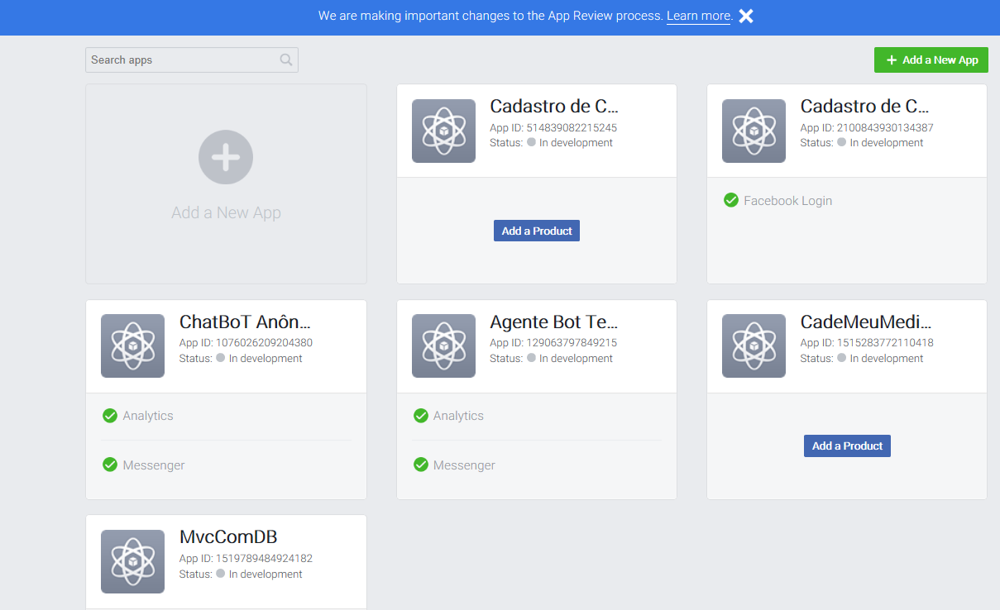 We are making important changes to the App Review process. Learn more.
Search apps
+ Add a New App
Add a New App
Cadastro de C...
App ID: 514839082215245
Status: In development
Add a Product
Cadastro de C...
App ID: 2100843930134387
Status: In development
Facebook Login
ChatBoT Anôn...
App ID: 1076026209204380
Status: In development
Analytics
Messenger
Agente Bot Te...
App ID: 129063797849215
Status: In development
Analytics
Messenger
CadeMeuMedi...
App ID: 1515283772110418
Status: In development
Add a Product
MvcComDB
App ID: 1519789484924182
Status: In development